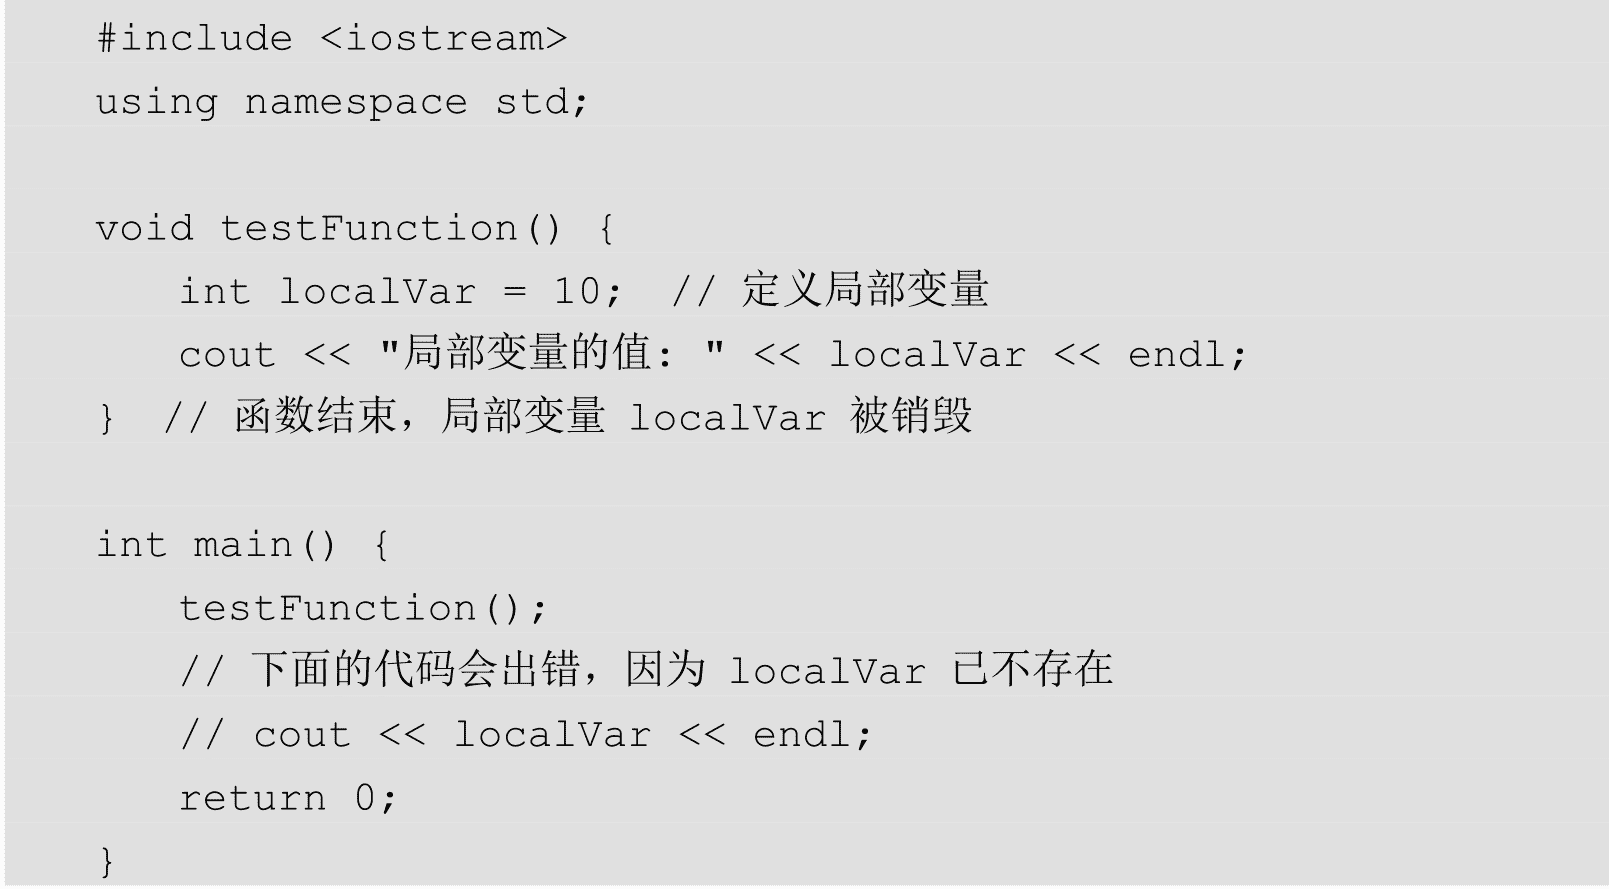 #include <iostream>
using namespace std;
void testFunction() {
int localVar = 10;  // 定义局部变量
cout << "局部变量的值：" << localVar << endl;
}  // 函数结束，局部变量 localVar 被销毁
int main() {
testFunction();
// 下面的代码会出错，因为 localVar 已不存在
// cout << localVar << endl;
return 0;
}